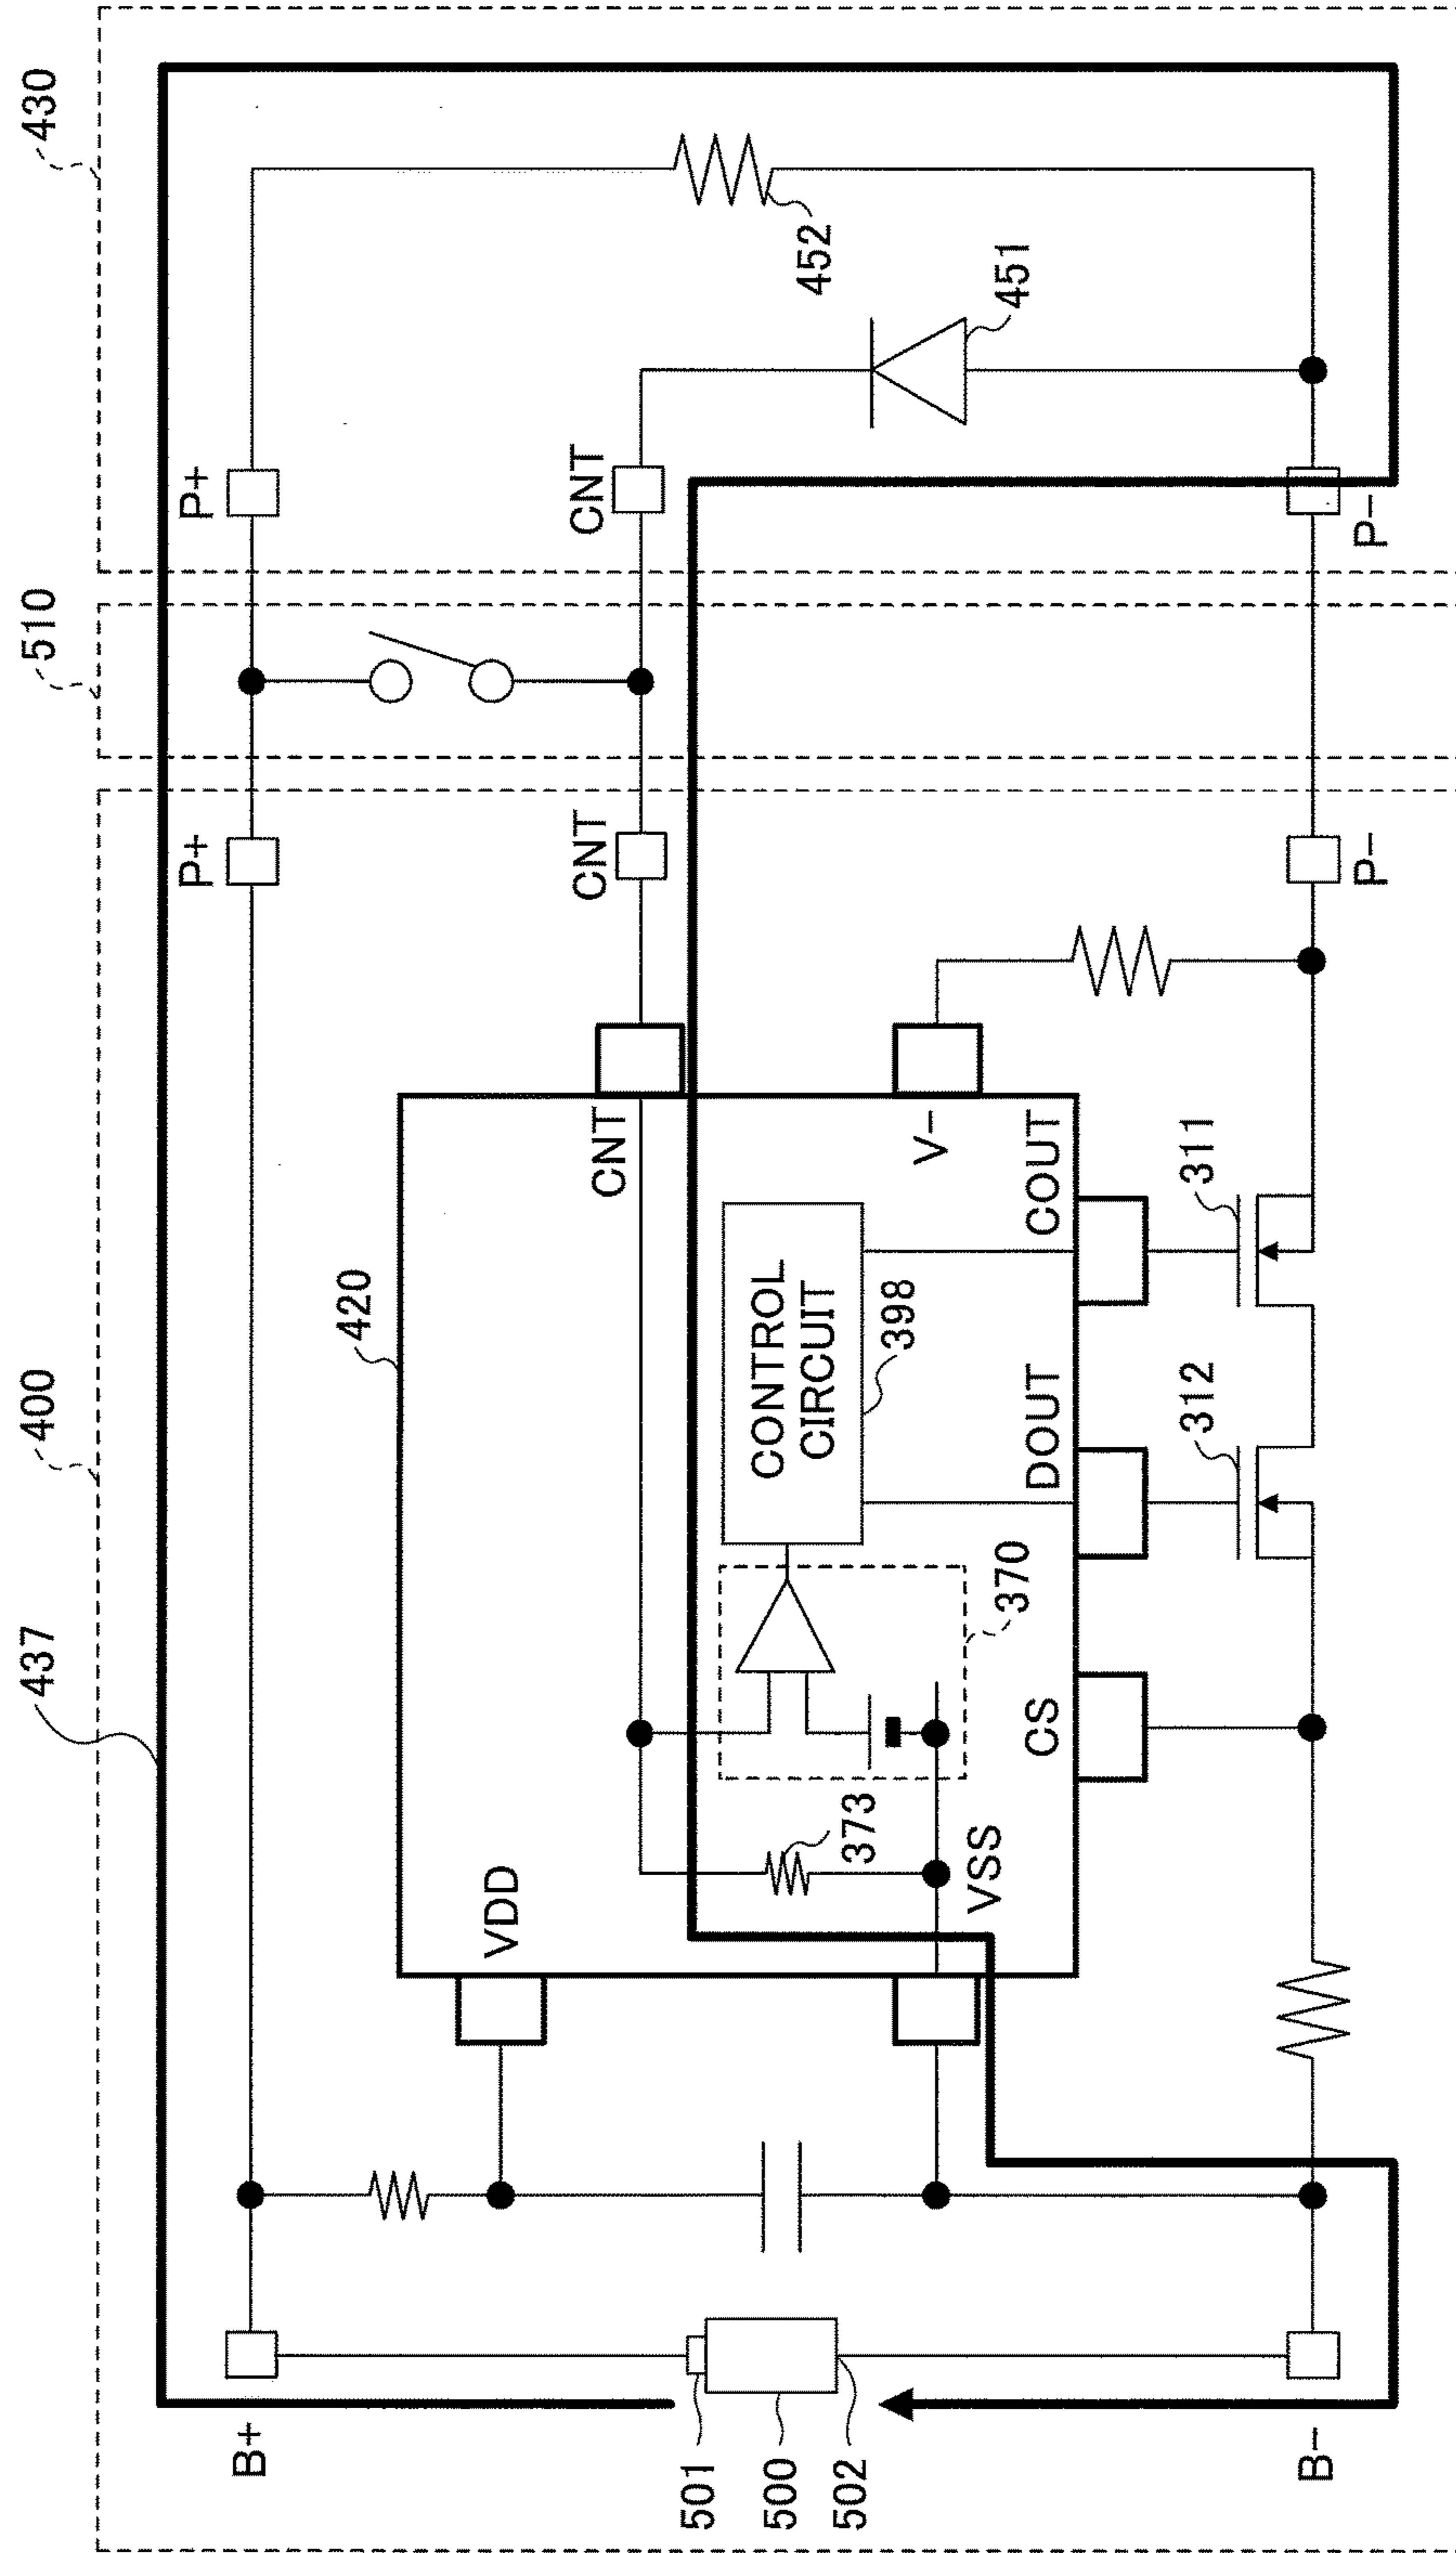 437
400
510
430
P+
P+
420
CNT
CNT
VDD
CNT
452
CONTROL
CIRCUIT
451
373
398
V−
370
VSS
CS
DOUT
COUT
312
311
P−
P−
B+
501
500
502
B−